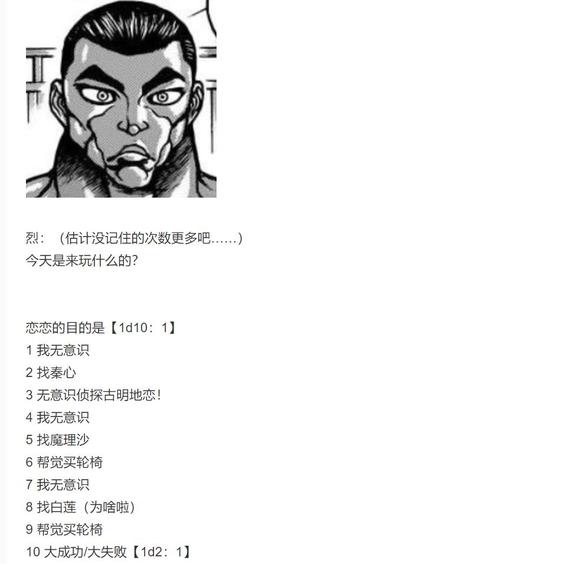 烈：（估计没记住的次数更多吧……）
今天是来玩什么的？
恋恋的目的是【1d10：1】
1 我无意识
2 找秦心
3 无意识侦探古明地恋！
4 我无意识
5 找魔理沙
6 帮觉买轮椅
7 我无意识
8 找白莲（为啥啦）
9 帮觉买轮椅
10 大成功/大失败【1d2：1】